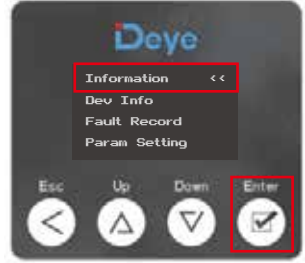 Deye
Information <<
Dev Info
Fault Record
Param Setting
Esc Up Down Enter